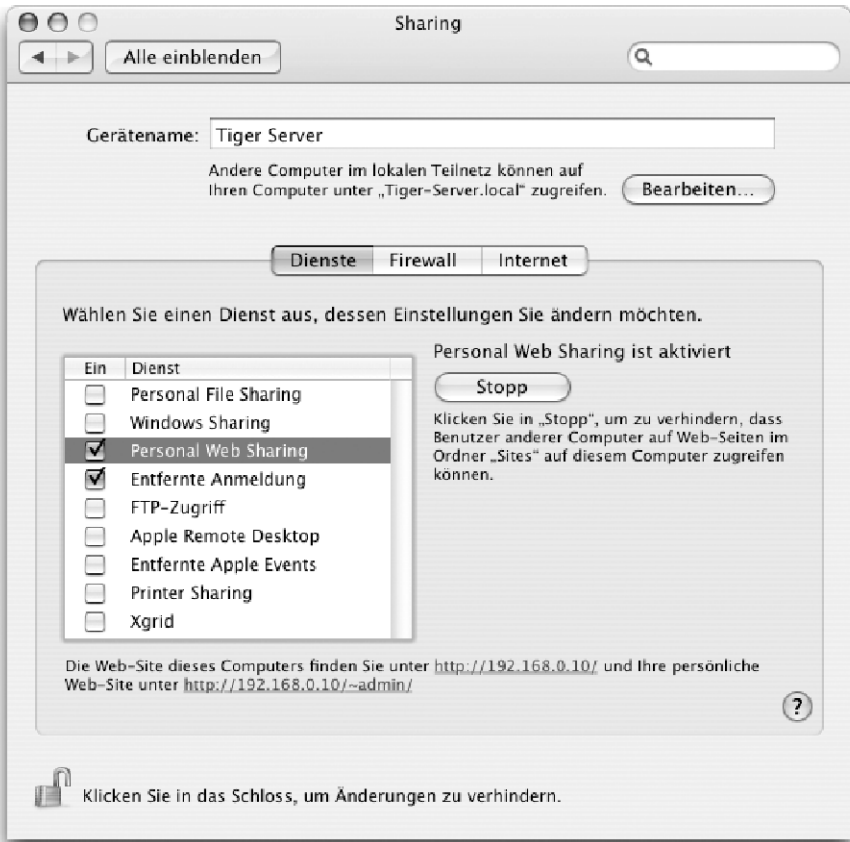 Sharing
Alle einblenden
Gerätename: Tiger Server
Andere Computer im lokalen Teilnetz können auf
Ihren Computer unter „Tiger-Server.local“ zugreifen.
Bearbeiten...
Dienste Firewall Internet
Wählen Sie einen Dienst aus, dessen Einstellungen Sie ändern möchten.
Ein Dienst
Personal File Sharing
Windows Sharing
Personal Web Sharing
Entfernte Anmeldung
FTP-Zugriff
Apple Remote Desktop
Entfernte Apple Events
Printer Sharing
Xgrid
Personal Web Sharing ist aktiviert
Stopp
Klicken Sie in „Stopp“, um zu verhindern, dass
Benutzer anderer Computer auf Web-Seiten im
Ordner „Sites“ auf diesem Computer zugreifen
können.
Die Web-Site dieses Computers finden Sie unter http://192.168.0.10/ und Ihre persönliche
Web-Site unter http://192.168.0.10/~admin/
?
Klicken Sie in das Schloss, um Änderungen zu verhindern.